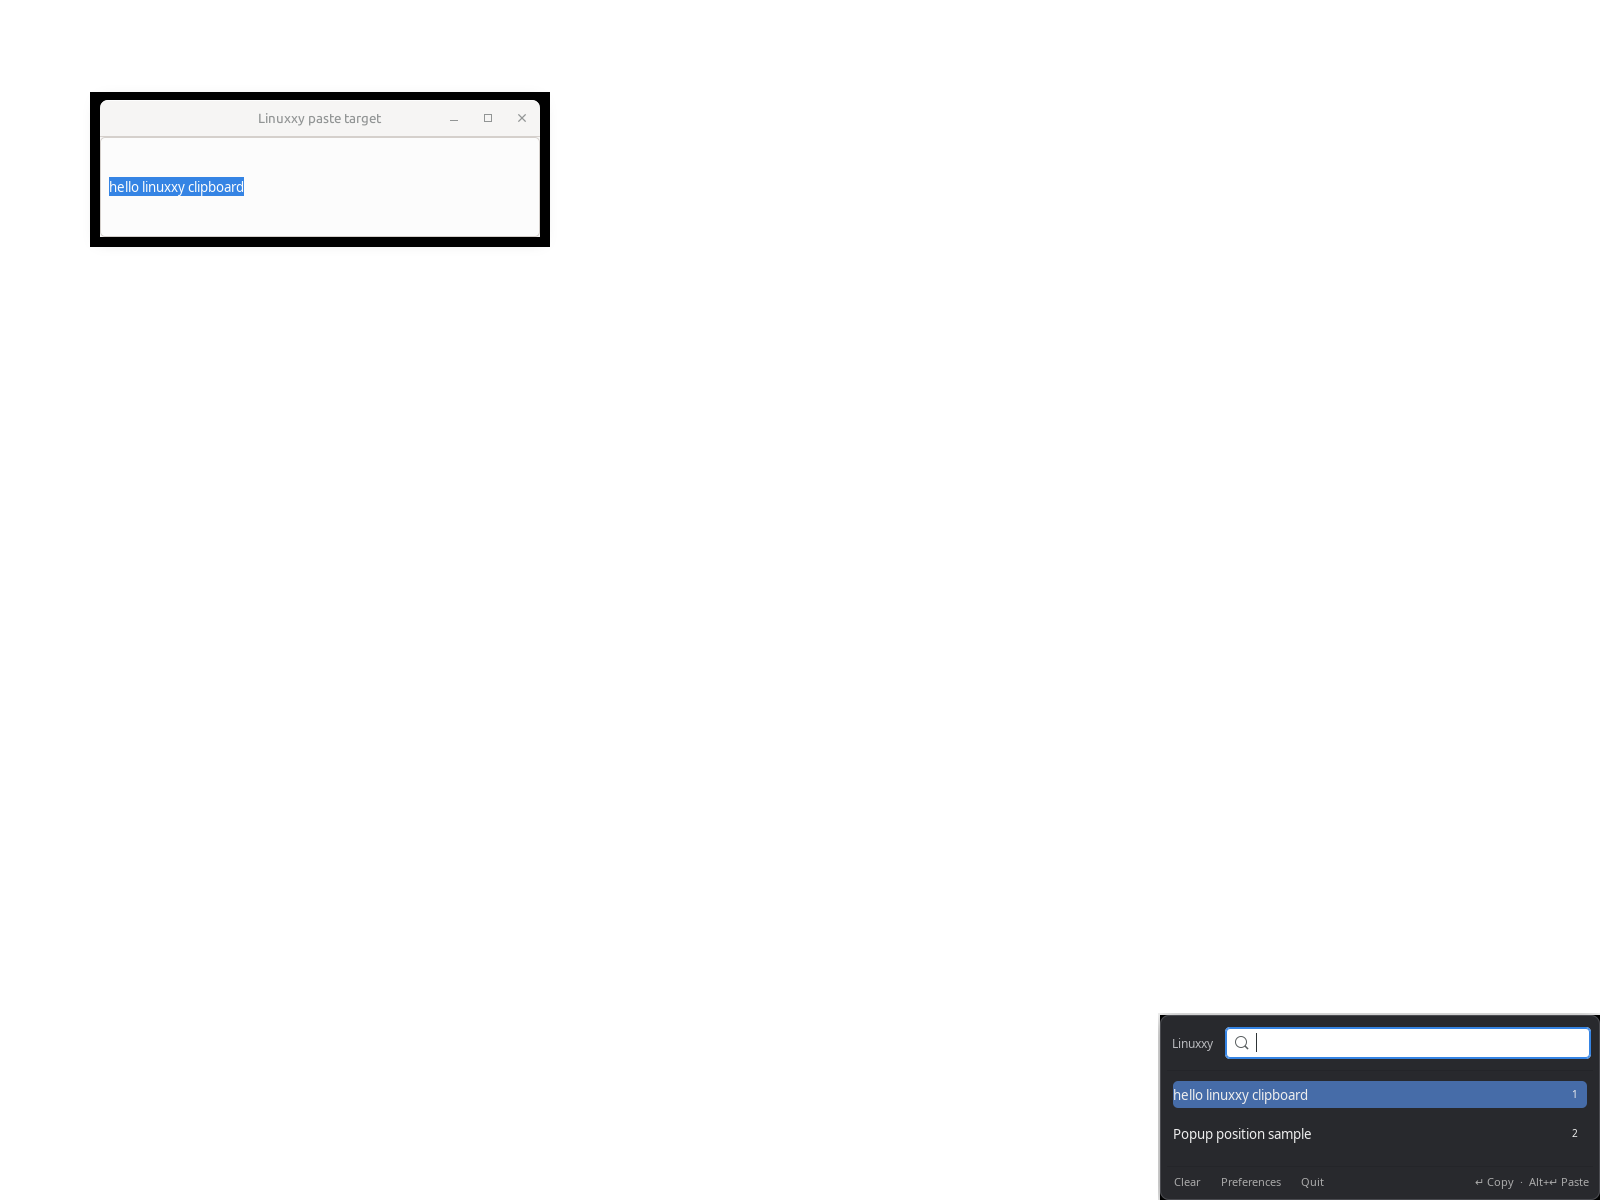 Linuxxy paste target
hello linuxxy clipboard
Linuxxy
hello linuxxy clipboard 1
Popup position sample 2
Clear Preferences Quit ↵ Copy · Alt+↵ Paste